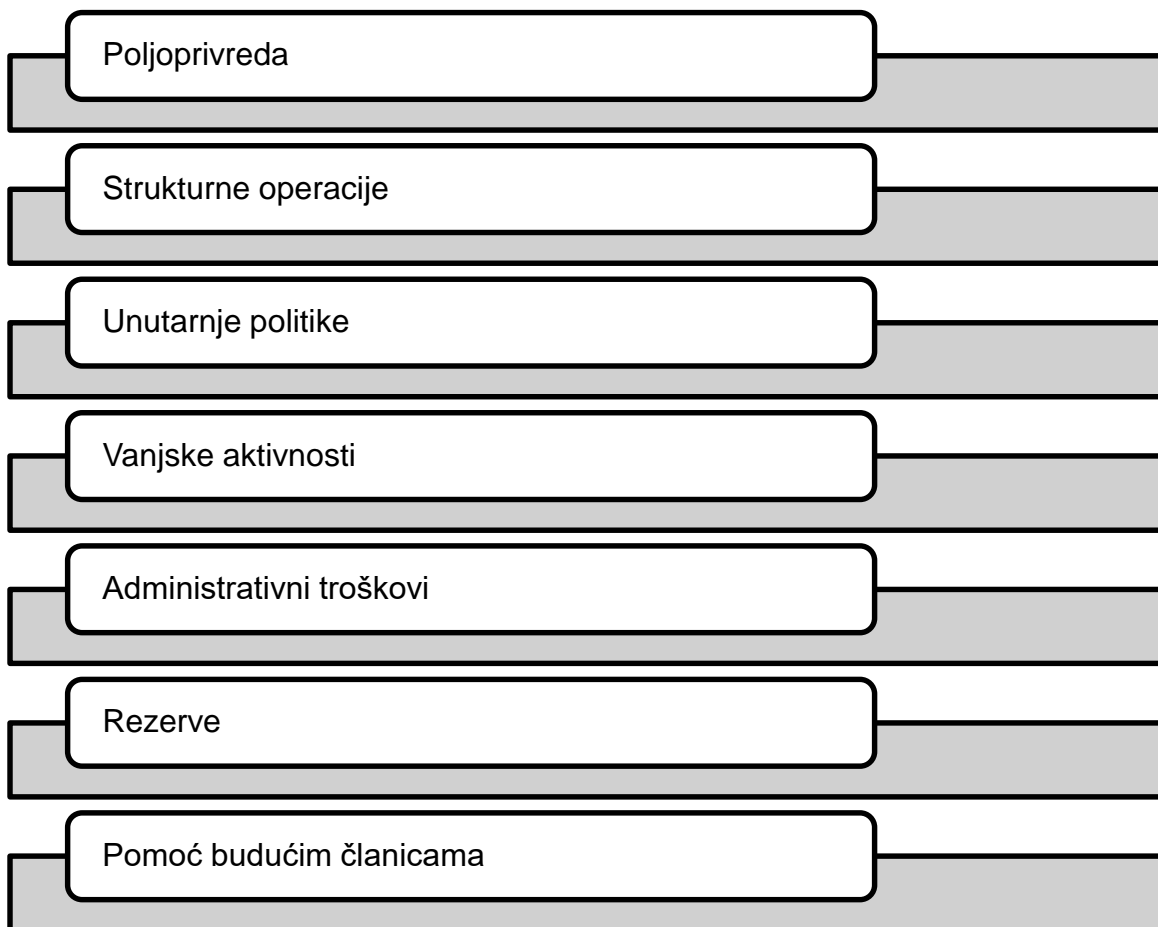 Poljoprivreda
Strukturne operacije
Unutarnje politike
Vanjske aktivnosti
Administrativni troškovi
Rezerve
Pomoć budućim članicama